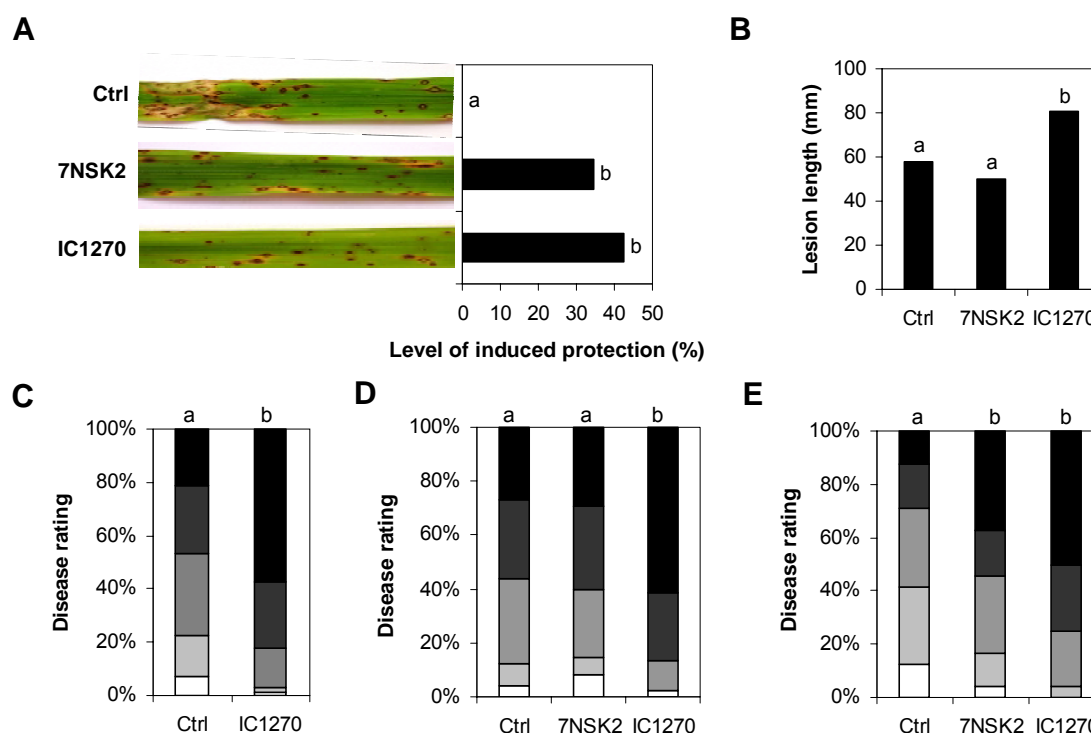 A
Ctrl
a
7NSK2
b
IC1270
b
0 10 20 30 40 50
Level of induced protection (%)
B
Lesion length (mm)
100
80
60
40
20
0
a
a
b
Ctrl 7NSK2 IC1270
C
Disease rating
100%
80%
60%
40%
20%
0%
a b
Ctrl IC1270
D
Disease rating
100%
80%
60%
40%
20%
0%
a a b
Ctrl 7NSK2 IC1270
E
Disease rating
100%
80%
60%
40%
20%
0%
a b b
Ctrl 7NSK2 IC1270